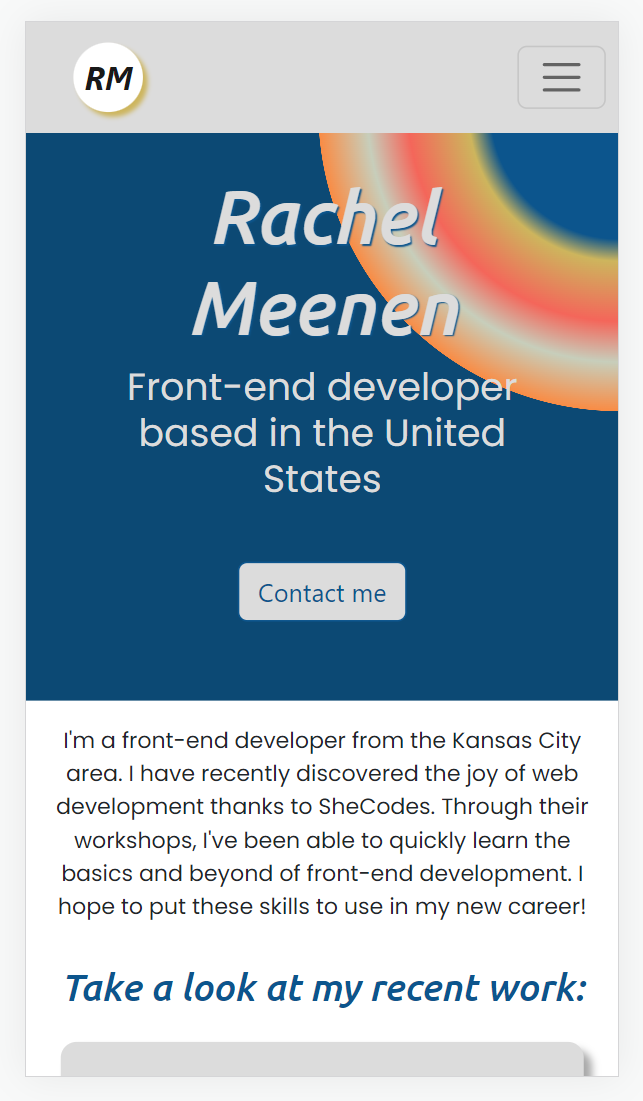 RM
Rachel
Meenen
Front-end developer
based in the United
States
Contact me
I'm a front-end developer from the Kansas City
area. I have recently discovered the joy of web
development thanks to SheCodes. Through their
workshops, I've been able to quickly learn the
basics and beyond of front-end development. I
hope to put these skills to use in my new career!
Take a look at my recent work: